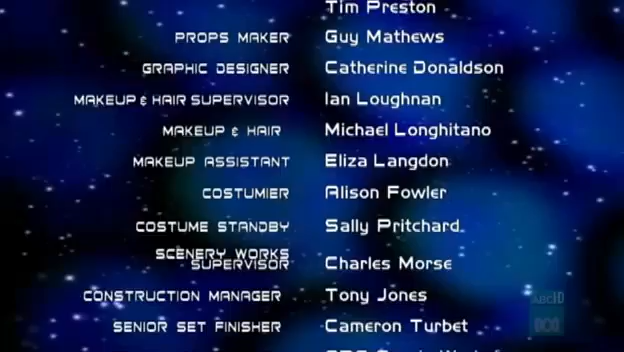 Tim Preston
PROPS MAKER Guy Mathews
GRAPHIC DESIGNER Catherine Donaldson
MAKEUP & HAIR SUPERVISOR Ian Loughnan
MAKEUP & HAIR Michael Longhitano
MAKEUP ASSISTANT Eliza Langdon
COSTUMIER Alison Fowler
COSTUME STANDBY Sally Pritchard
SCENERY WORKS
SUPERVISOR Charles Morse
CONSTRUCTION MANAGER Tony Jones
ABC
SENIOR SET FINISHER Cameron Turbet